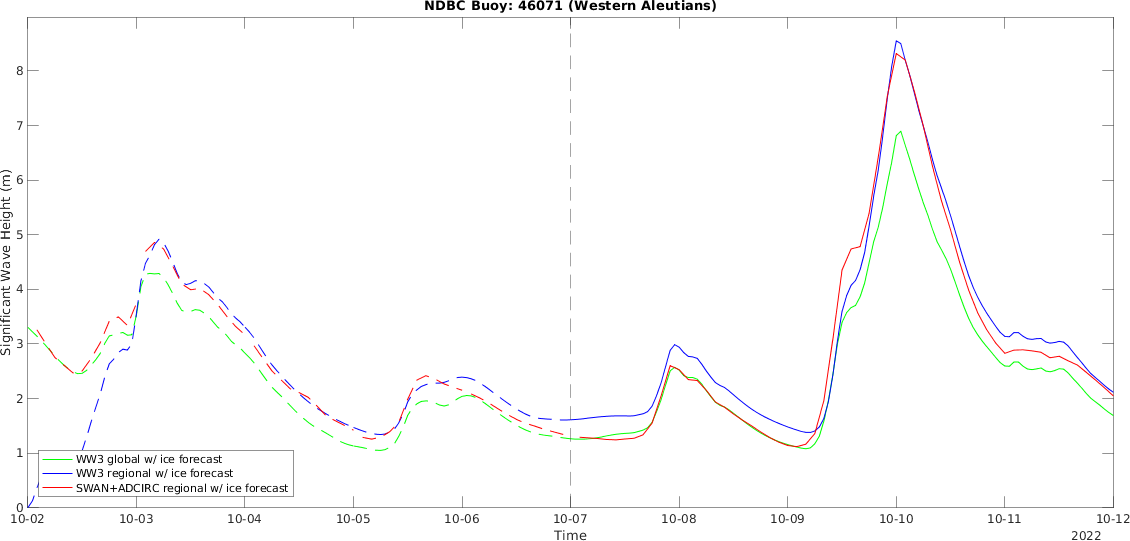 NDBC Buoy: 46071 (Western Aleutians)
Significant Wave Height (m)
8
7
6
5
4
3
2
1
0
WW3 global w/ ice forecast
WW3 regional w/ ice forecast
SWAN+ADCIRC regional w/ ice forecast
10-02 10-03 10-04 10-05 10-06 10-07 10-08 10-09 10-10 10-11 10-12
Time
2022